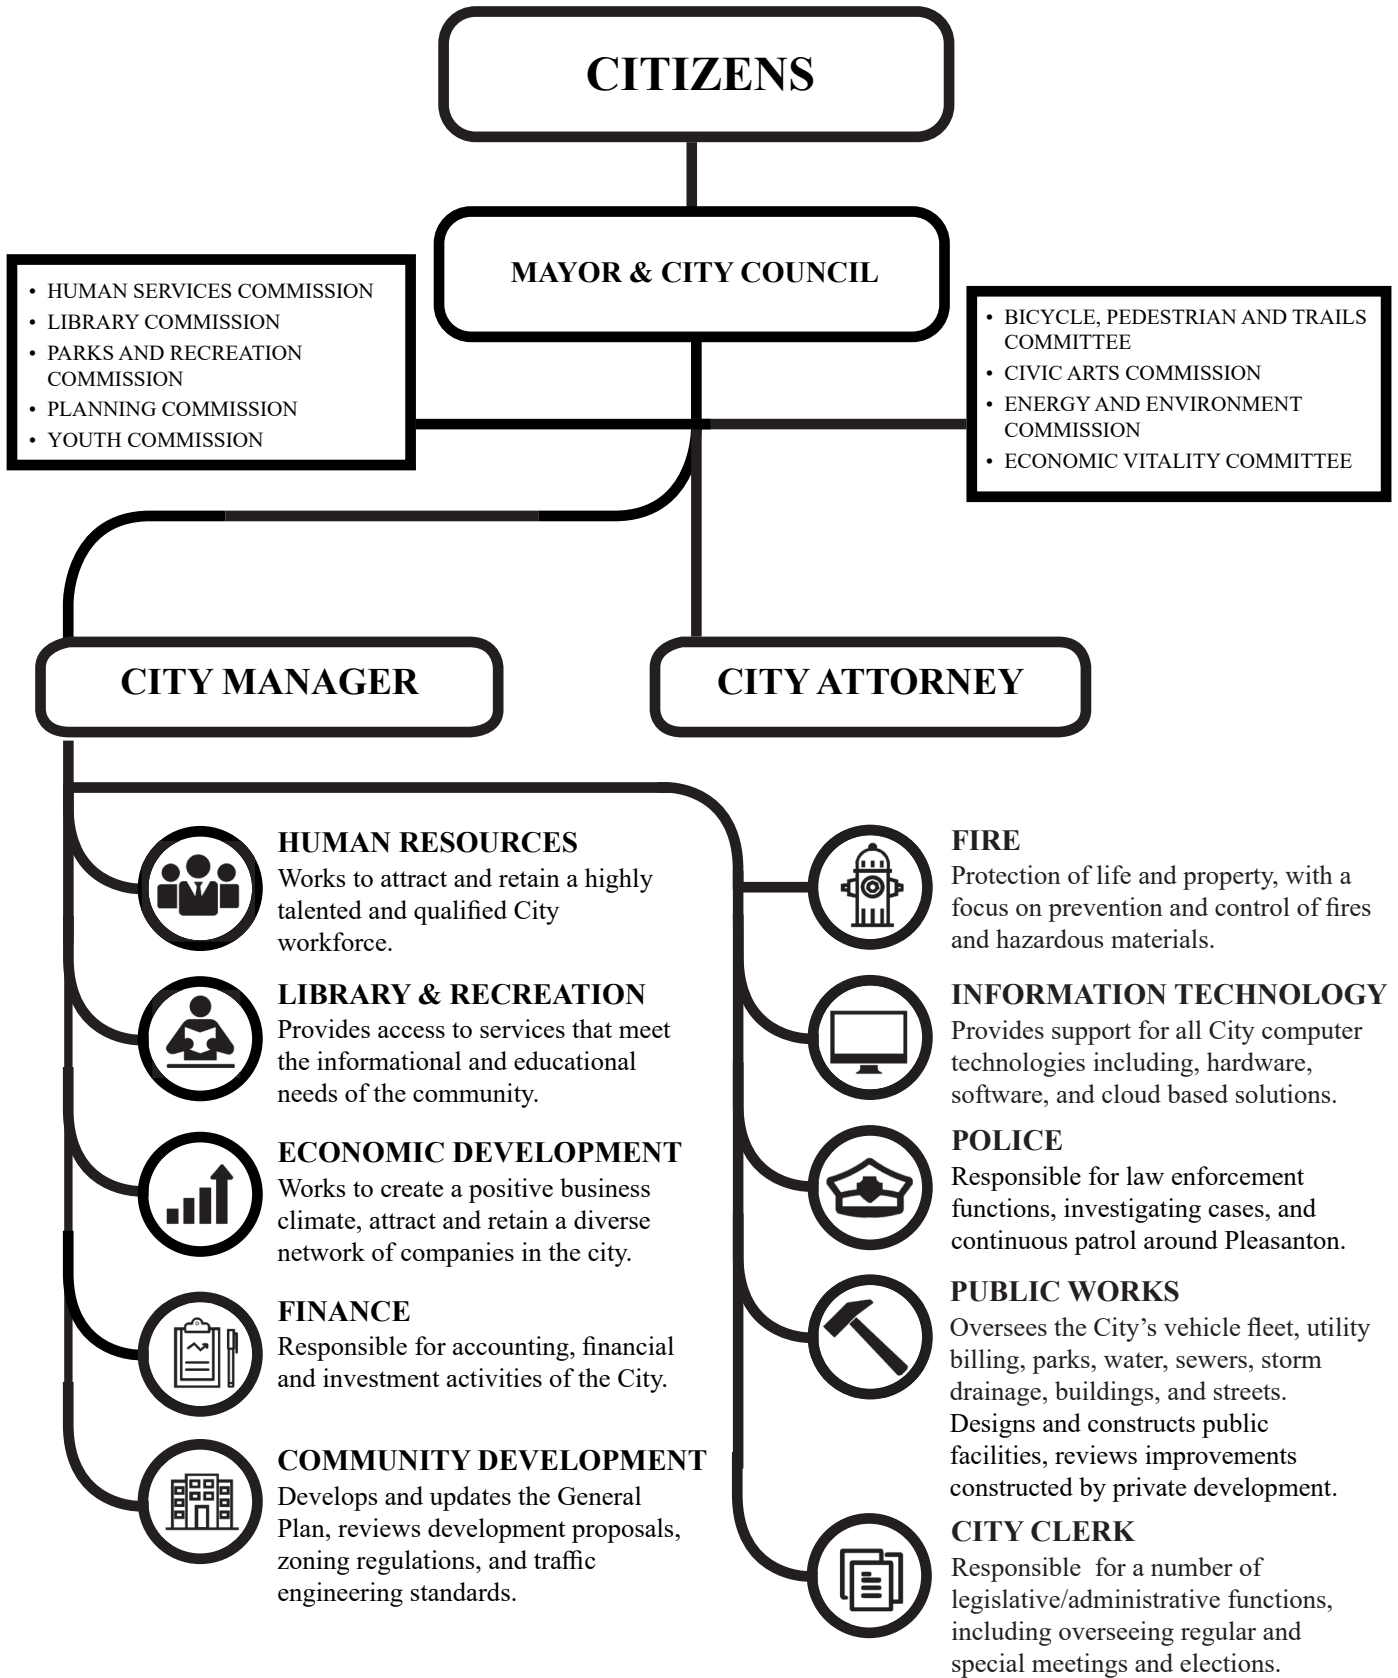 CITIZENS
MAYOR & CITY COUNCIL
• HUMAN SERVICES COMMISSION
• LIBRARY COMMISSION
• PARKS AND RECREATION
COMMISSION
• PLANNING COMMISSION
• YOUTH COMMISSION
• BICYCLE, PEDESTRIAN AND TRAILS
COMMITTEE
• CIVIC ARTS COMMISSION
• ENERGY AND ENVIRONMENT
COMMISSION
• ECONOMIC VITALITY COMMITTEE
CITY MANAGER
CITY ATTORNEY
HUMAN RESOURCES
Works to attract and retain a highly
talented and qualified City
workforce.
LIBRARY & RECREATION
Provides access to services that meet
the informational and educational
needs of the community.
ECONOMIC DEVELOPMENT
Works to create a positive business
climate, attract and retain a diverse
network of companies in the city.
FINANCE
Responsible for accounting, financial
and investment activities of the City.
COMMUNITY DEVELOPMENT
Develops and updates the General
Plan, reviews development proposals,
zoning regulations, and traffic
engineering standards.
FIRE
Protection of life and property, with a
focus on prevention and control of fires
and hazardous materials.
INFORMATION TECHNOLOGY
Provides support for all City computer
technologies including, hardware,
software, and cloud based solutions.
POLICE
Responsible for law enforcement
functions, investigating cases, and
continuous patrol around Pleasanton.
PUBLIC WORKS
Oversees the City’s vehicle fleet, utility
billing, parks, water, sewers, storm
drainage, buildings, and streets.
Designs and constructs public
facilities, reviews improvements
constructed by private development.
CITY CLERK
Responsible  for a number of
legislative/administrative functions,
including overseeing regular and
special meetings and elections.